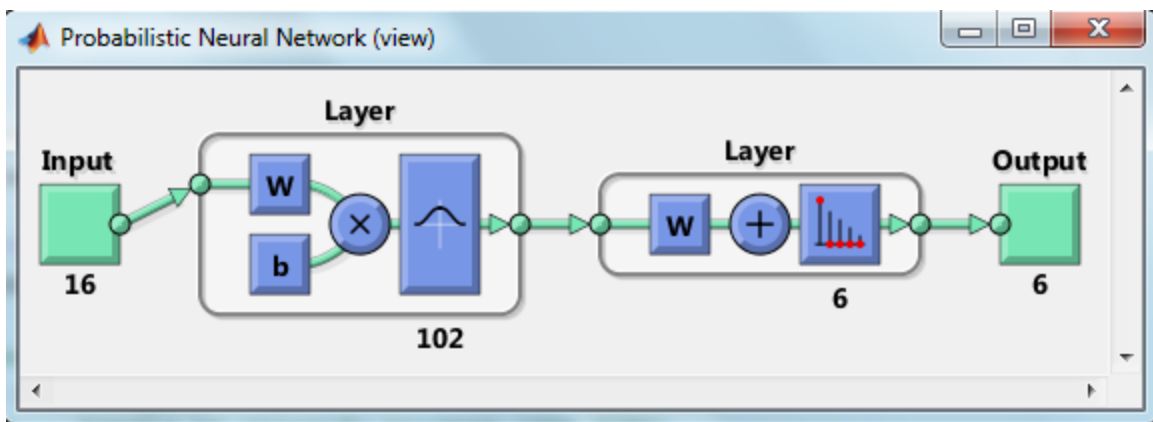 Probabilistic Neural Network (view)
Layer
Layer
Input
Output
W
b
W
16
6
6
102